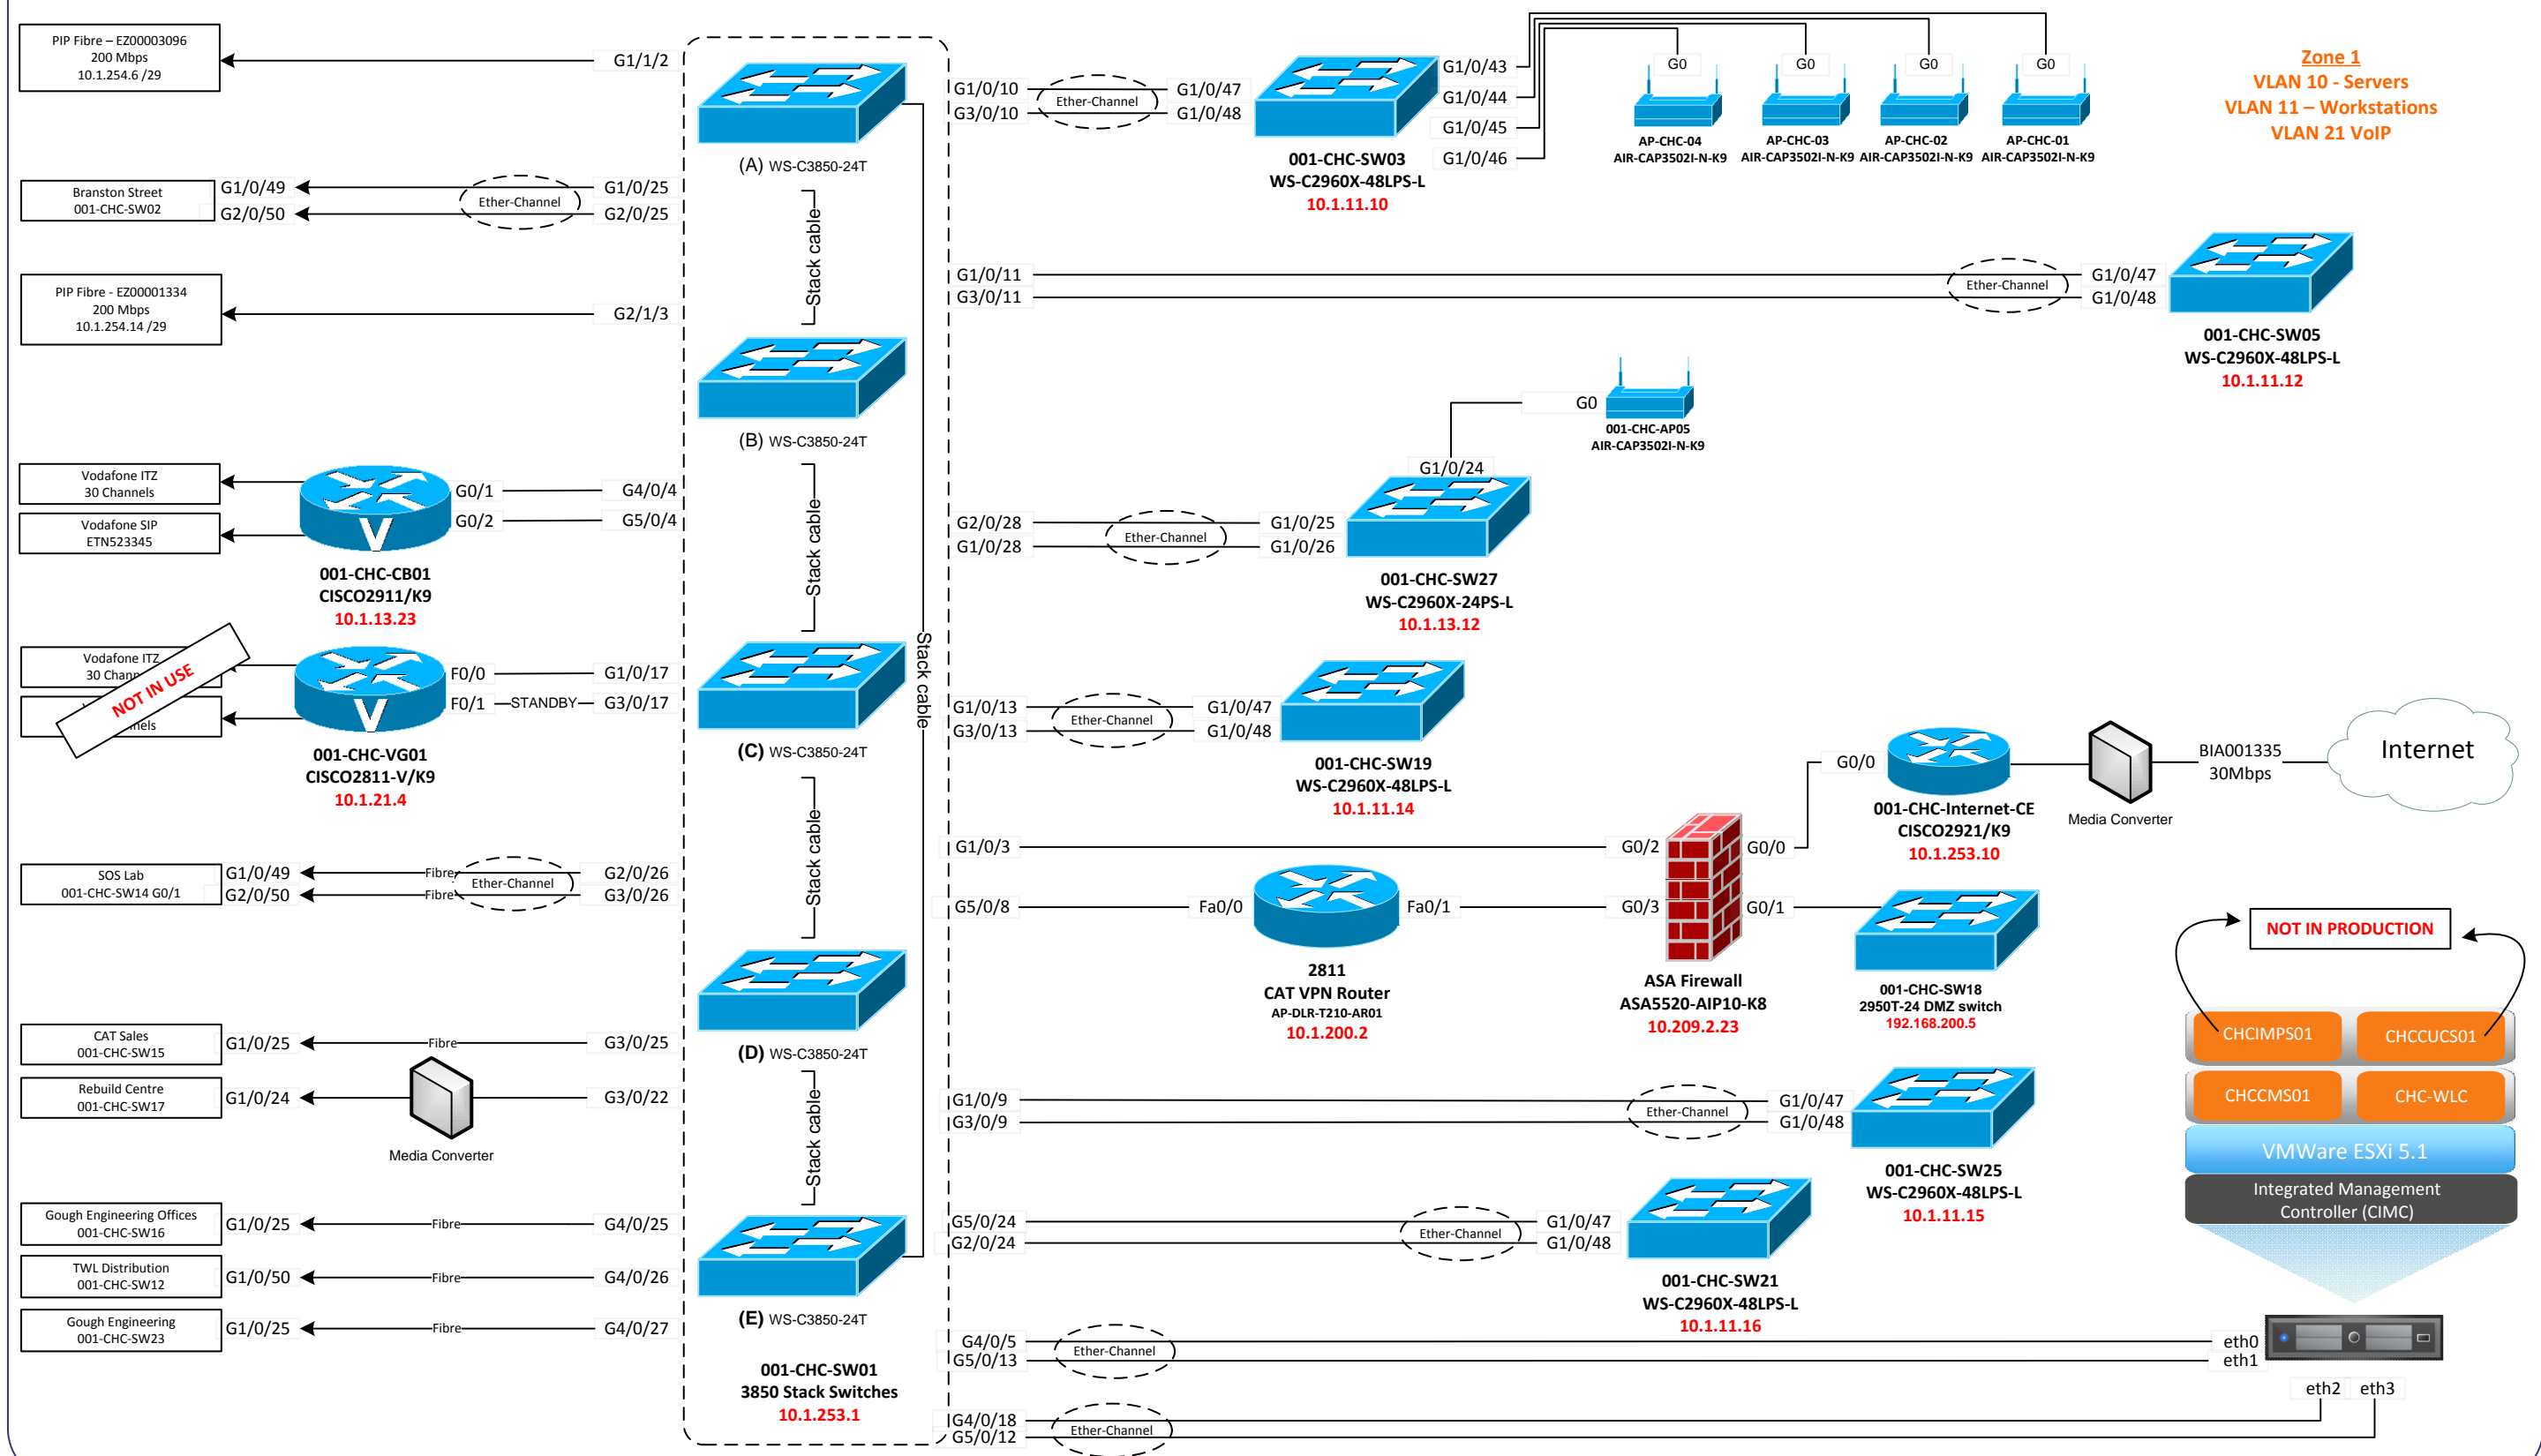 PIP Fibre – EZ00003096
200 Mbps
10.1.254.6 /29
G1/1/2
Branston Street
001-CHC-SW02
G1/0/49
G2/0/50
Ether-Channel
G1/0/25
G2/0/25
PIP Fibre - EZ00001334
200 Mbps
10.1.254.14 /29
G2/1/3
Vodafone ITZ
30 Channels
Vodafone SIP
ETN523345
G0/1
G0/2
G4/0/4
G5/0/4
001-CHC-CB01
CISCO2911/K9
10.1.13.23
Vodafone ITZ
30 Chan
nels
NOT IN USE
F0/0
F0/1
STANDBY
G1/0/17
G3/0/17
001-CHC-VG01
CISCO2811-V/K9
10.1.21.4
SOS Lab
001-CHC-SW14 G0/1
G1/0/49
G2/0/50
Fibre
Fibre
Ether-Channel
G2/0/26
G3/0/26
CAT Sales
001-CHC-SW15
G1/0/25
Fibre
G3/0/25
Rebuild Centre
001-CHC-SW17
G1/0/24
G3/0/22
Media Converter
Gough Engineering Offices
001-CHC-SW16
G1/0/25
Fibre
G4/0/25
TWL Distribution
001-CHC-SW12
G1/0/50
Fibre
G4/0/26
Gough Engineering
001-CHC-SW23
G1/0/25
Fibre
G4/0/27
(A) WS-C3850-24T
Stack cable
(B) WS-C3850-24T
Stack cable
(C) WS-C3850-24T
Stack cable
(D) WS-C3850-24T
Stack cable
(E) WS-C3850-24T
Stack cable
001-CHC-SW01
3850 Stack Switches
10.1.253.1
G1/0/10
G3/0/10
Ether-Channel
G1/0/47
G1/0/48
001-CHC-SW03
WS-C2960X-48LPS-L
10.1.11.10
G1/0/43
G1/0/44
G1/0/45
G1/0/46
G0
AP-CHC-04
AIR-CAP3502I-N-K9
G0
AP-CHC-03
AIR-CAP3502I-N-K9
G0
AP-CHC-02
AIR-CAP3502I-N-K9
G0
AP-CHC-01
AIR-CAP3502I-N-K9
Zone 1
VLAN 10 - Servers
VLAN 11 – Workstations
VLAN 21 VoIP
G1/0/11
G3/0/11
Ether-Channel
G1/0/47
G1/0/48
001-CHC-SW05
WS-C2960X-48LPS-L
10.1.11.12
G0
001-CHC-AP05
AIR-CAP3502I-N-K9
G1/0/24
G2/0/28
G1/0/28
Ether-Channel
G1/0/25
G1/0/26
001-CHC-SW27
WS-C2960X-24PS-L
10.1.13.12
G1/0/13
G3/0/13
Ether-Channel
G1/0/47
G1/0/48
001-CHC-SW19
WS-C2960X-48LPS-L
10.1.11.14
G1/0/3
G0/2
G0/0
G0/0
001-CHC-Internet-CE
CISCO2921/K9
10.1.253.10
Media Converter
BIA001335
30Mbps
Internet
G5/0/8
Fa0/0
Fa0/1
G0/3
G0/1
2811
CAT VPN Router
AP-DLR-T210-AR01
10.1.200.2
ASA Firewall
ASA5520-AIP10-K8
10.209.2.23
001-CHC-SW18
2950T-24 DMZ switch
192.168.200.5
NOT IN PRODUCTION
CHCIMPS01
CHCCUCS01
CHCCMS01
CHC-WLC
VMWare ESXi 5.1
Integrated Management
Controller (CIMC)
G1/0/9
G3/0/9
Ether-Channel
G1/0/47
G1/0/48
001-CHC-SW25
WS-C2960X-48LPS-L
10.1.11.15
G5/0/24
G2/0/24
Ether-Channel
G1/0/47
G1/0/48
001-CHC-SW21
WS-C2960X-48LPS-L
10.1.11.16
G4/0/5
G5/0/13
Ether-Channel
eth0
eth1
eth2
eth3
G4/0/18
G5/0/12
Ether-Channel